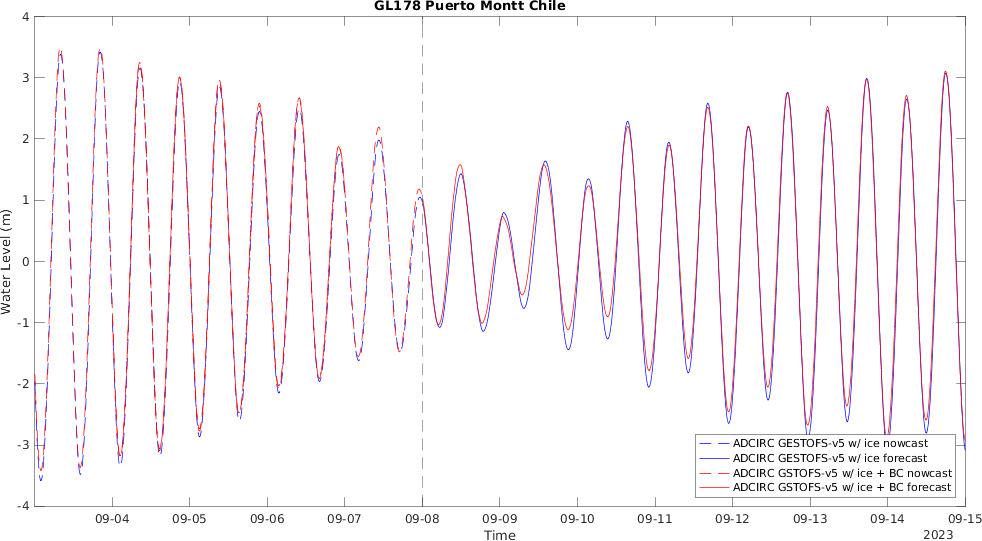 GL178 Puerto Montt Chile
4
3
2
1
0
-1
-2
-3
-4
Water Level (m)
ADCIRC GESTOFS-v5 w/ ice nowcast
ADCIRC GESTOFS-v5 w/ ice forecast
ADCIRC GSTOFS-v5 w/ ice + BC nowcast
ADCIRC GSTOFS-v5 w/ ice + BC forecast
09-04 09-05 09-06 09-07 09-08 09-09 09-10 09-11 09-12 09-13 09-14 09-15
Time
2023